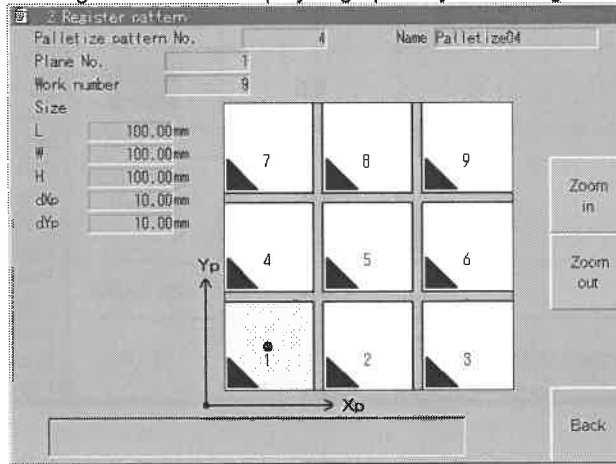 2 Register pattern
Palletize pattern No. 4 Name Palletize04
Plane No. 1
Work number 9
Size
L 100.00mm
W 100.00mm
H 100.00mm
dXp 10.00mm
dYp 10.00mm
7 8 9
4 5 6
1 2 3
Yp
Xp
Zoom in
Zoom out
Back